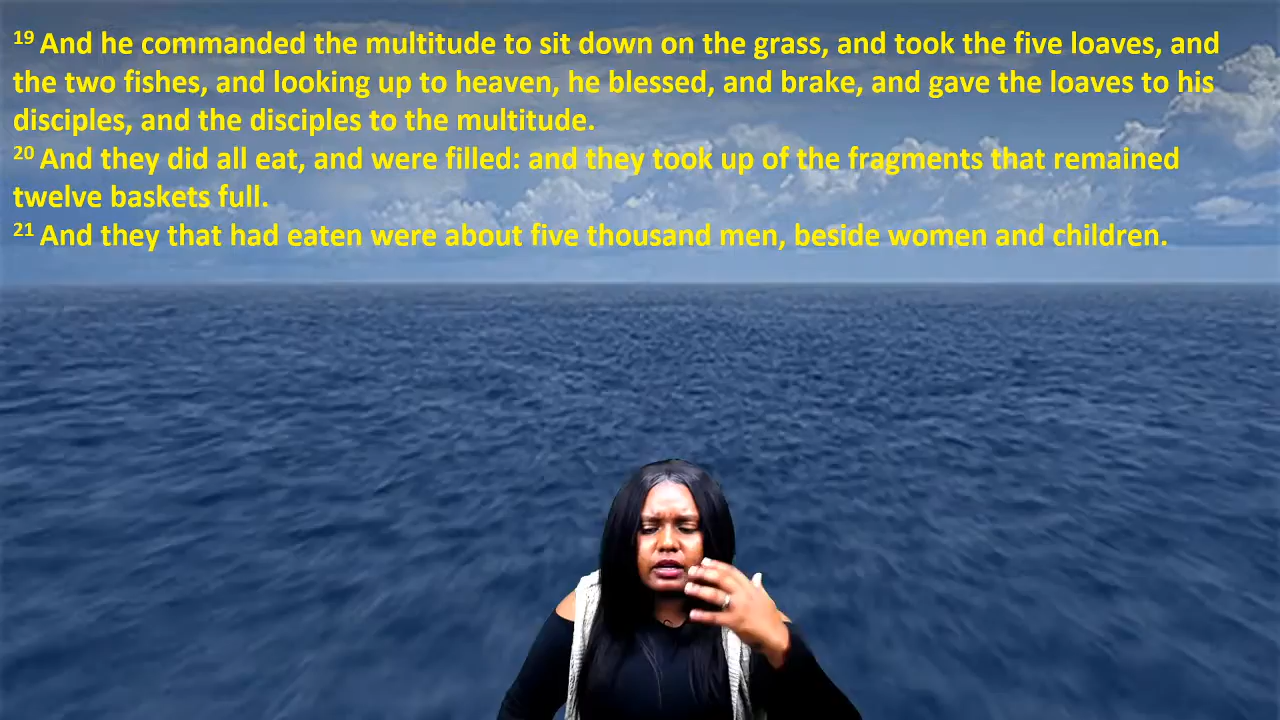 19 And he commanded the multitude to sit down on the grass, and took the five loaves, and
the two fishes, and looking up to heaven, he blessed, and brake, and gave the loaves to his
disciples, and the disciples to the multitude.
20 And they did all eat, and were filled: and they took up of the fragments that remained
twelve baskets full.
21 And they that had eaten were about five thousand men, beside women and children.